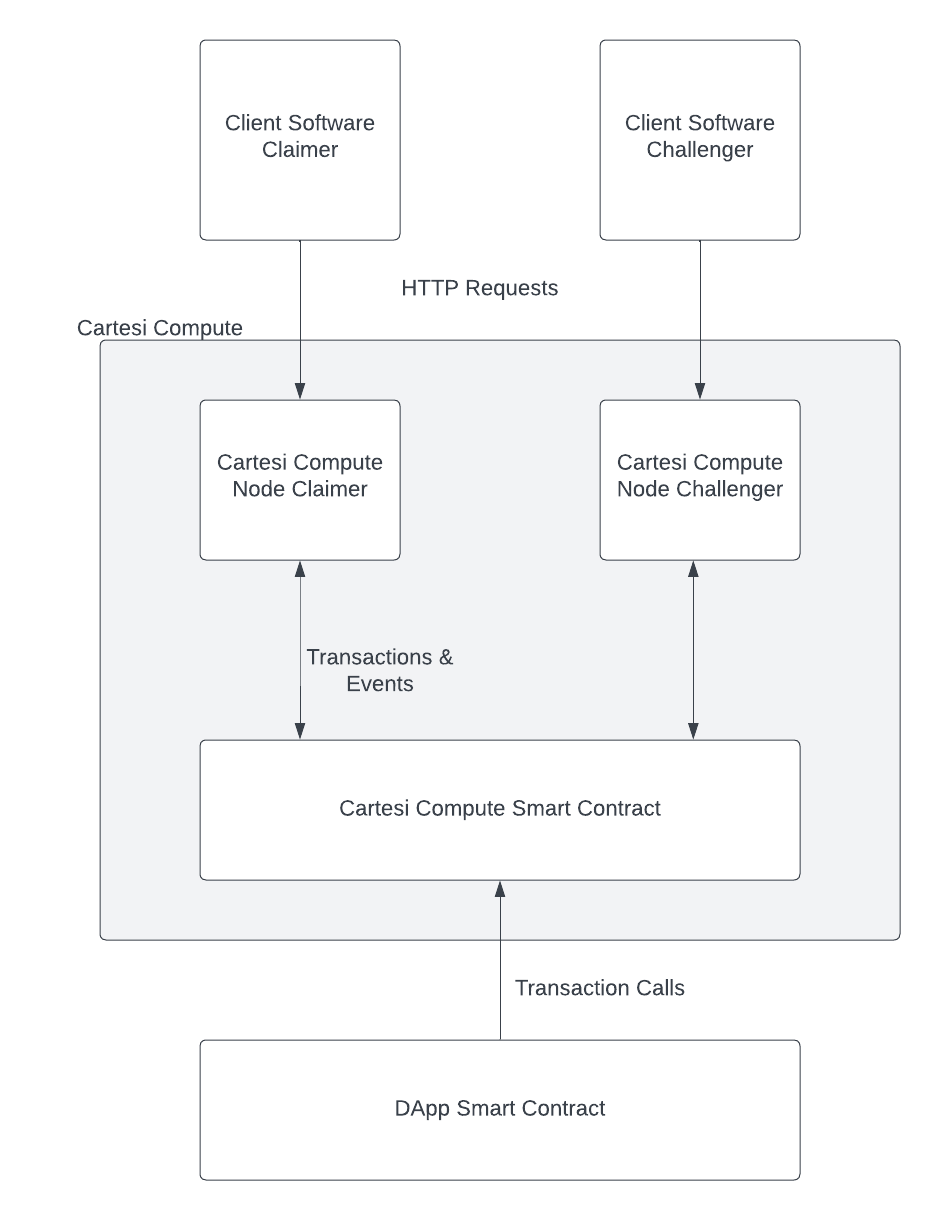 Client Software
Claimer
Client Software
Challenger
HTTP Requests
Cartesi Compute
Cartesi Compute
Node Claimer
Cartesi Compute
Node Challenger
Transactions &
Events
Cartesi Compute Smart Contract
Transaction Calls
DApp Smart Contract